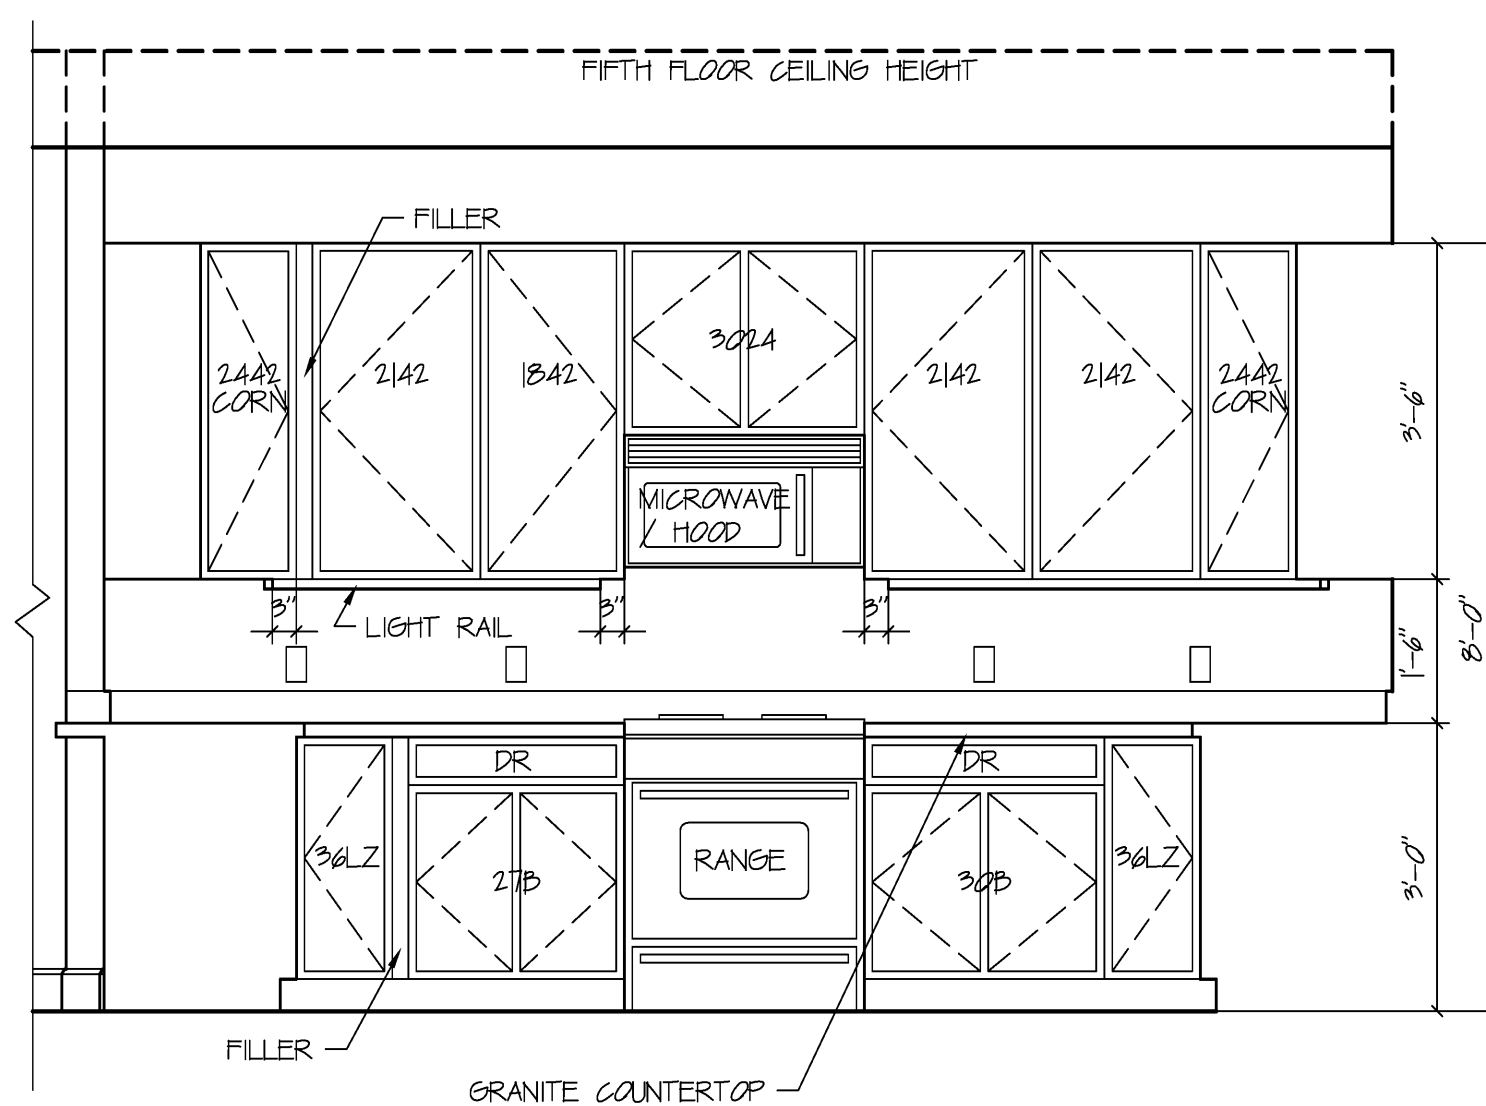 FIFTH FLOOR CEILING HEIGHT
FILLER
2442
CORN
2142
1842
3024
2142
2142
2442
CORN
3'-6"
MICROWAVE
/ HOOD
3"
LIGHT RAIL
3"
3"
1'-6"
8'-0"
DR
DR
36LZ
27B
RANGE
30B
36LZ
3'-0"
FILLER
GRANITE COUNTERTOP